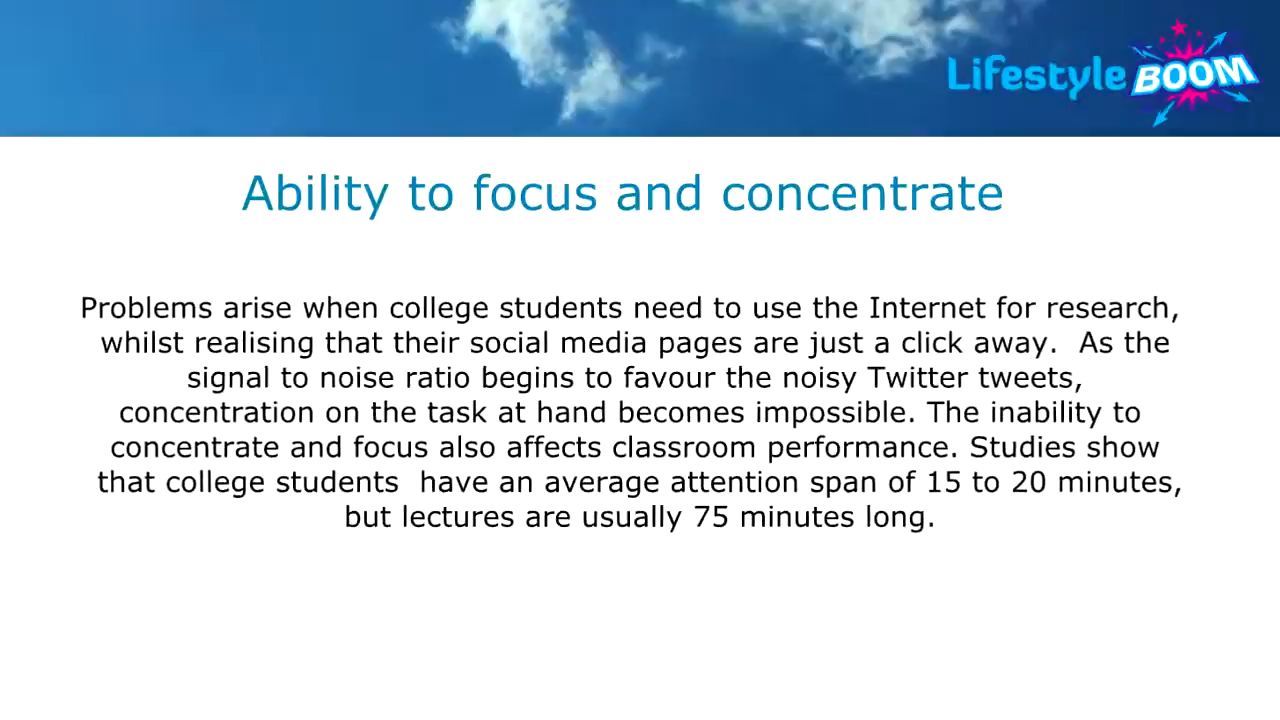 Lifestyle BOOM
Ability to focus and concentrate
Problems arise when college students need to use the Internet for research,
whilst realising that their social media pages are just a click away.  As the
signal to noise ratio begins to favour the noisy Twitter tweets,
concentration on the task at hand becomes impossible. The inability to
concentrate and focus also affects classroom performance. Studies show
that college students  have an average attention span of 15 to 20 minutes,
but lectures are usually 75 minutes long.